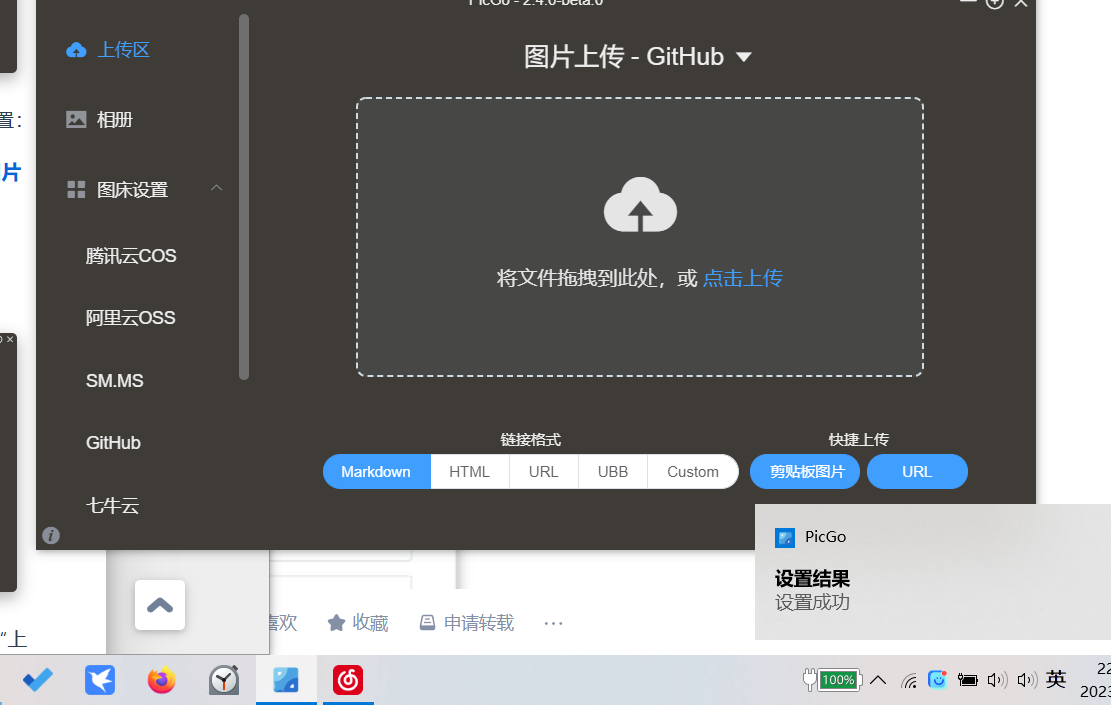 PicGo - 2.4.0-beta.0
上传区
图片上传 - GitHub
置：
相册
片
图床设置
腾讯云COS
将文件拖拽到此处，或 点击上传
阿里云OSS
SM.MS
GitHub
链接格式
快捷上传
Markdown HTML URL UBB Custom
剪贴板图片 URL
七牛云
PicGo
设置结果
设置成功
喜欢 收藏 申请转载 ...
“上
100%
英
22
2023